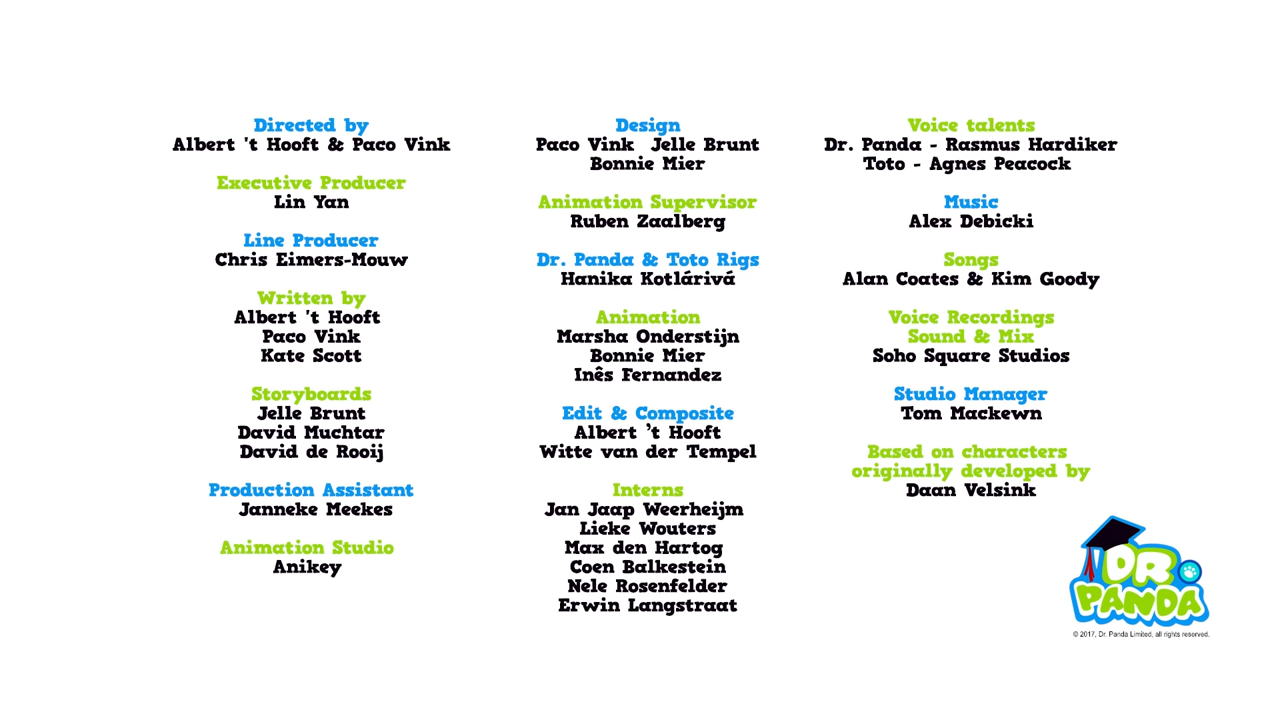 Directed by
Albert 't Hooft & Paco Vink
Executive Producer
Lin Yan
Line Producer
Chris Eimers-Mouw
Written by
Albert 't Hooft
Paco Vink
Kate Scott
Storyboards
Jelle Brunt
David Muchtar
David de Rooij
Production Assistant
Janneke Meekes
Animation Studio
Anikey
Design
Paco Vink  Jelle Brunt
Bonnie Mier
Animation Supervisor
Ruben Zaalberg
Dr. Panda & Toto Rigs
Hanika Kotlárivá
Animation
Marsha Onderstijn
Bonnie Mier
Inês Fernandez
Edit & Composite
Albert ’t Hooft
Witte van der Tempel
Interns
Jan Jaap Weerheijm
Lieke Wouters
Max den Hartog
Coen Balkestein
Nele Rosenfelder
Erwin Langstraat
Voice talents
Dr. Panda - Rasmus Hardiker
Toto - Agnes Peacock
Music
Alex Debicki
Songs
Alan Coates & Kim Goody
Voice Recordings
Sound & Mix
Soho Square Studios
Studio Manager
Tom Mackewn
Based on characters
originally developed by
Daan Velsink
DR.
PANDA
© 2017, Dr. Panda Limited, all rights reserved.